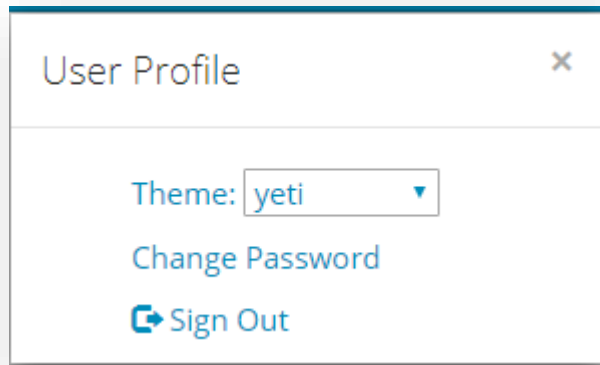 User Profile ×
Theme: yeti
Change Password
Sign Out